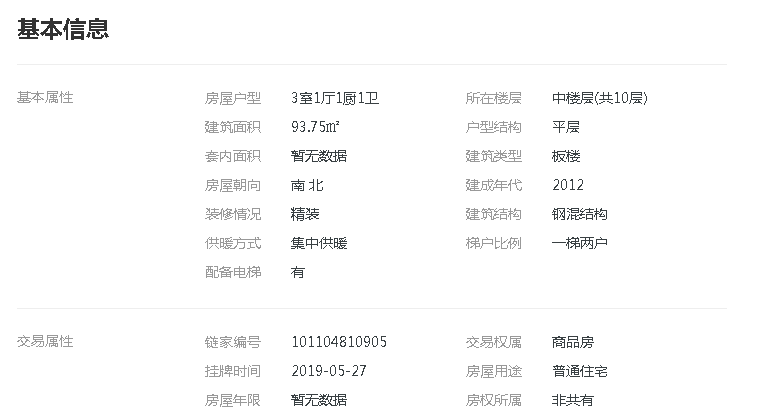 基本信息
基本属性 房屋户型 3室1厅1厨1卫 所在楼层 中楼层(共10层)
建筑面积 93.75㎡ 户型结构 平层
套内面积 暂无数据 建筑类型 板楼
房屋朝向 南 北 建成年代 2012
装修情况 精装 建筑结构 钢混结构
供暖方式 集中供暖 梯户比例 一梯两户
配备电梯 有
交易属性 链家编号 101104810905 交易权属 商品房
挂牌时间 2019-05-27 房屋用途 普通住宅
房屋年限 暂无数据 房权所属 非共有